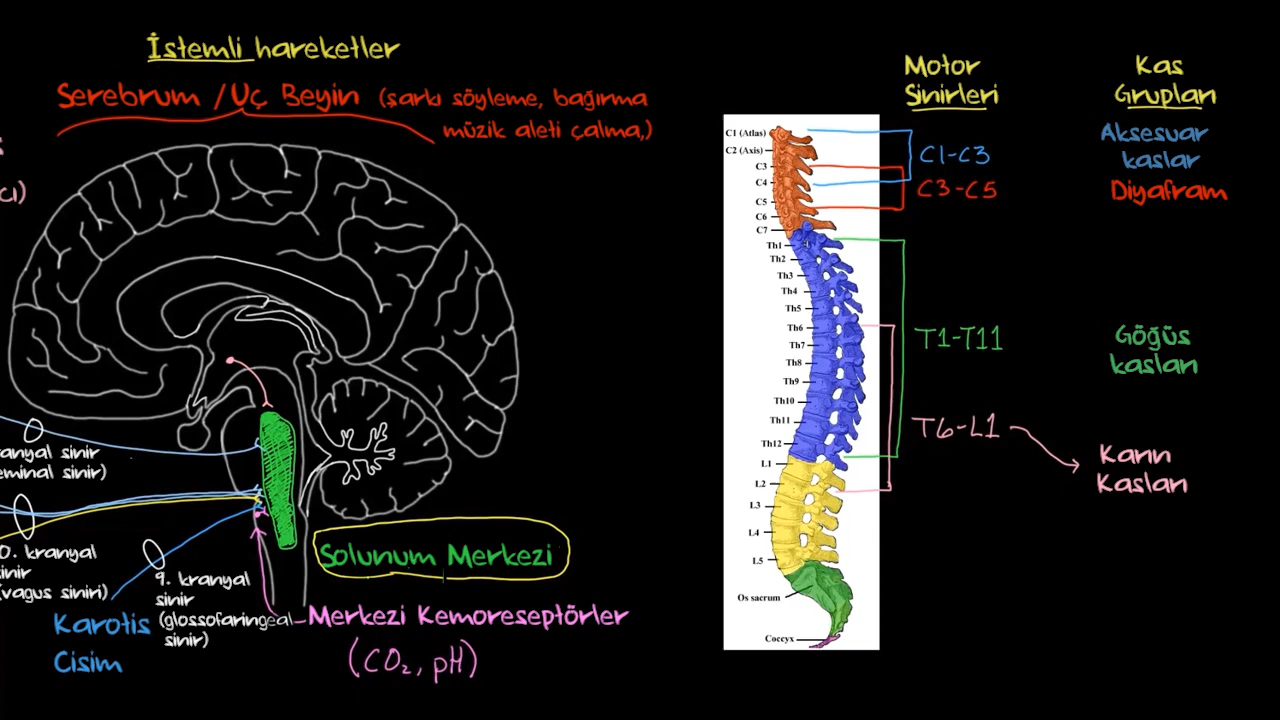 İstemli hareketler
Serebrum / Uç Beyin (şarkı söyleme, bağırma
müzik aleti çalma,)
cı)
ranyal sinir
eminal sinir)
0. kranyal
sinir
(vagus siniri)
9. kranyal
sinir
(glossofaringeal
sinir)
Karotis
Cisim
Solunum Merkezi
Merkezi Kemoreseptörler
(CO₂, pH)
C1 (Atlas)
C2 (Axis)
C3
C4
C5
C6
C7
Th1
Th2
Th3
Th4
Th5
Th6
Th7
Th8
Th9
Th10
Th11
Th12
L1
L2
L3
L4
L5
Os sacrum
Coccyx
Motor
Sinirleri
C1-C3
C3-C5
T1-T11
T6-L1
Kas
Grupları
Aksesuar
kaslar
Diyafram
Göğüs
kasları
Karın
Kasları